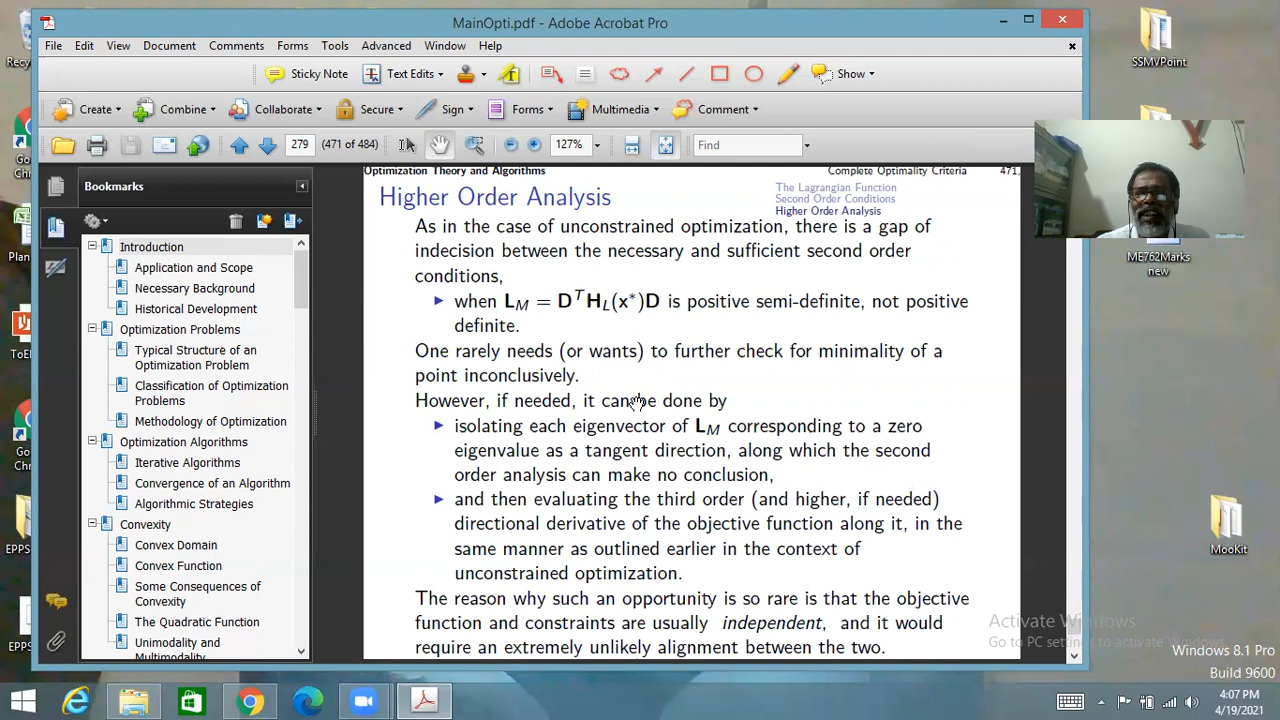 MainOpti.pdf - Adobe Acrobat Pro
File Edit View Document Comments Forms Tools Advanced Window Help
Sticky Note Text Edits Show
Create Combine Collaborate Secure Sign Forms Multimedia Comment
279 (471 of 484) 127% Find
Bookmarks
Introduction
Application and Scope
Necessary Background
Historical Development
Optimization Problems
Typical Structure of an
Optimization Problem
Classification of Optimization
Problems
Methodology of Optimization
Optimization Algorithms
Iterative Algorithms
Convergence of an Algorithm
Algorithmic Strategies
Convexity
Convex Domain
Convex Function
Some Consequences of
Convexity
The Quadratic Function
Unimodality and
Multimodality
Optimization Theory and Algorithms Complete Optimality Criteria 471,
Higher Order Analysis
The Lagrangian Function
Second Order Conditions
Higher Order Analysis
As in the case of unconstrained optimization, there is a gap of
indecision between the necessary and sufficient second order
conditions,
▶ when L_M = D^T H_L(x*)D is positive semi-definite, not positive
definite.
One rarely needs (or wants) to further check for minimality of a
point inconclusively.
However, if needed, it can be done by
▶ isolating each eigenvector of L_M corresponding to a zero
eigenvalue as a tangent direction, along which the second
order analysis can make no conclusion,
▶ and then evaluating the third order (and higher, if needed)
directional derivative of the objective function along it, in the
same manner as outlined earlier in the context of
unconstrained optimization.
The reason why such an opportunity is so rare is that the objective
function and constraints are usually independent, and it would
require an extremely unlikely alignment between the two.
SSMVPoint
ME762Marks
new
MooKit
Activate Windows
Go to PC settings to activate Windows.
Windows 8.1 Pro
Build 9600
4:07 PM
4/19/2021